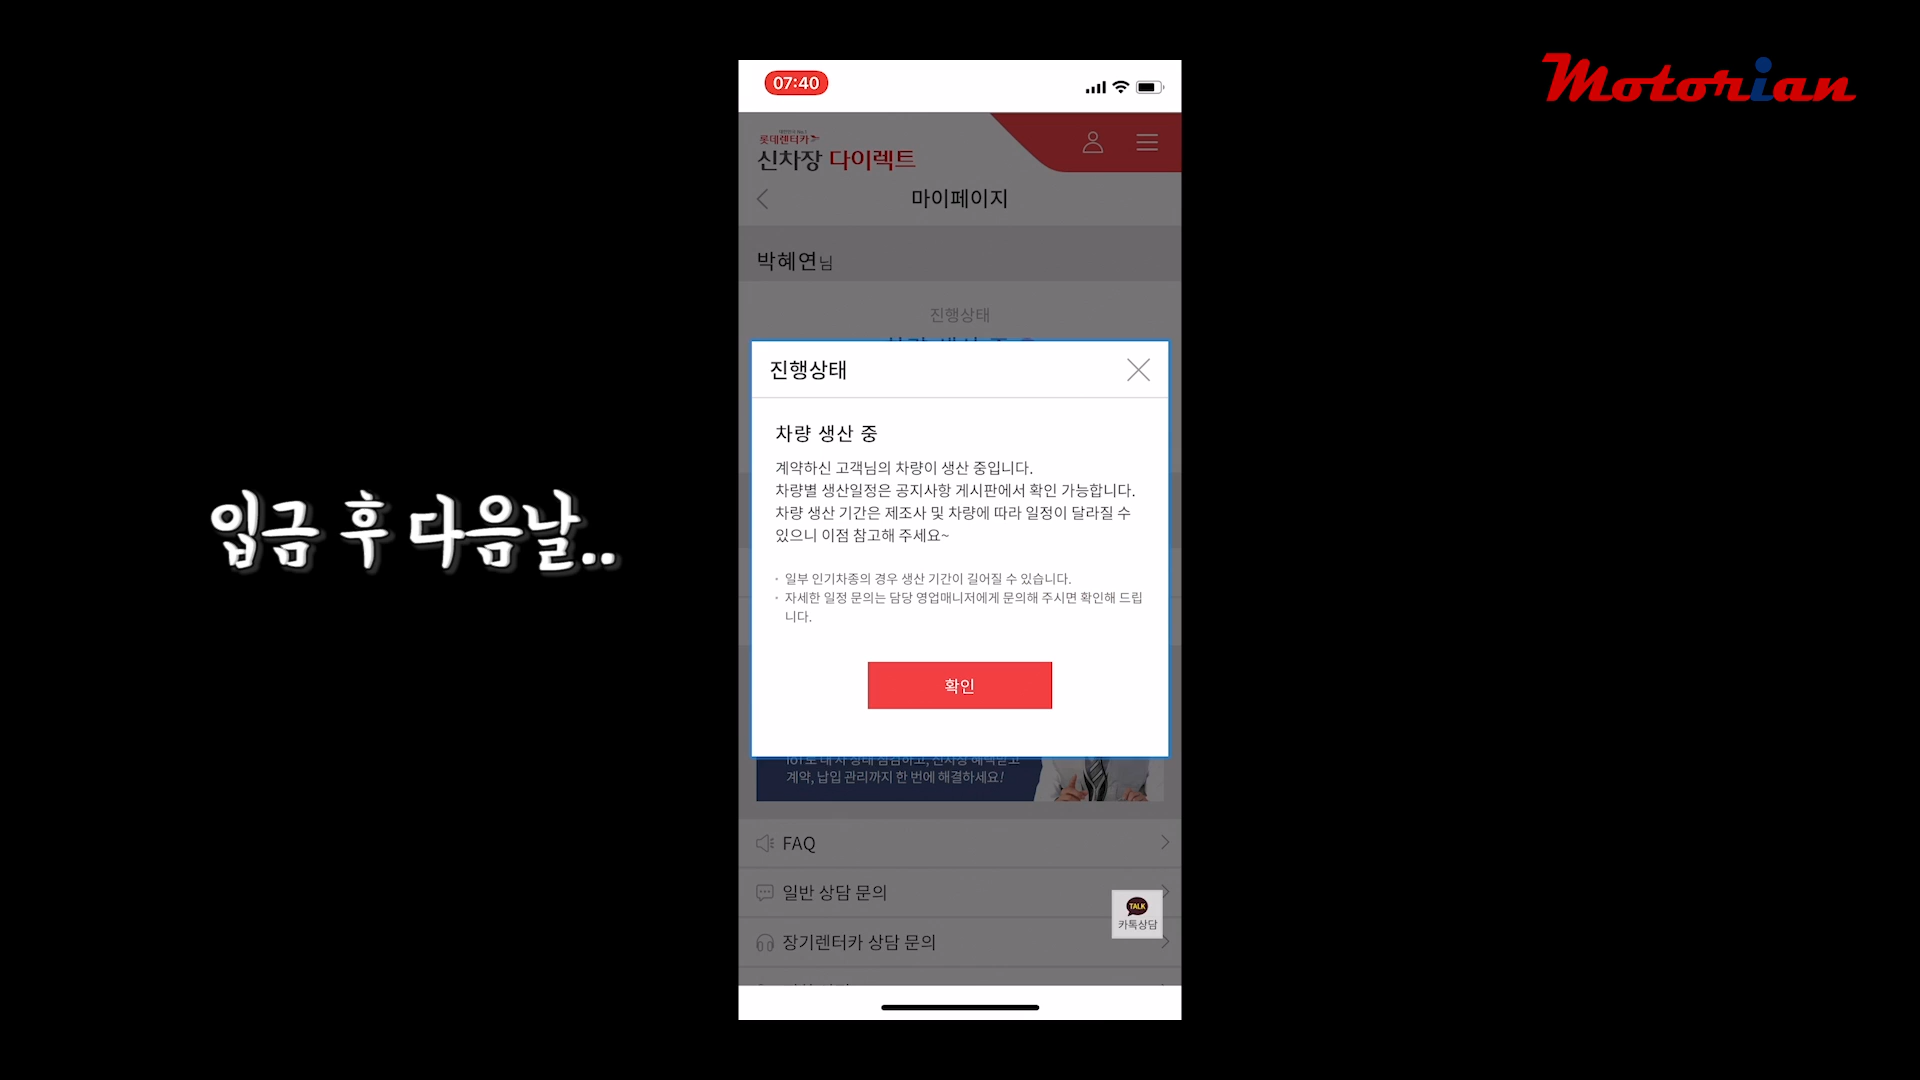 Motorian
07:40
롯데렌터카
신차장 다이렉트
마이페이지
박혜연님
진행상태
진행상태
차량 생산 중
계약하신 고객님의 차량이 생산 중입니다.
차량별 생산일정은 공지사항 게시판에서 확인 가능합니다.
차량 생산 기간은 제조사 및 차량에 따라 일정이 달라질 수
있으니 이점 참고해 주세요~
· 일부 인기차종의 경우 생산 기간이 길어질 수 있습니다.
· 자세한 일정 문의는 담당 영업매니저에게 문의해 주시면 확인해 드립
니다.
확인
입금 후 다음날..
계약, 납입 관리까지 한 번에 해결하세요!
FAQ
일반 상담 문의
TALK
카톡상담
장기렌터카 상담 문의